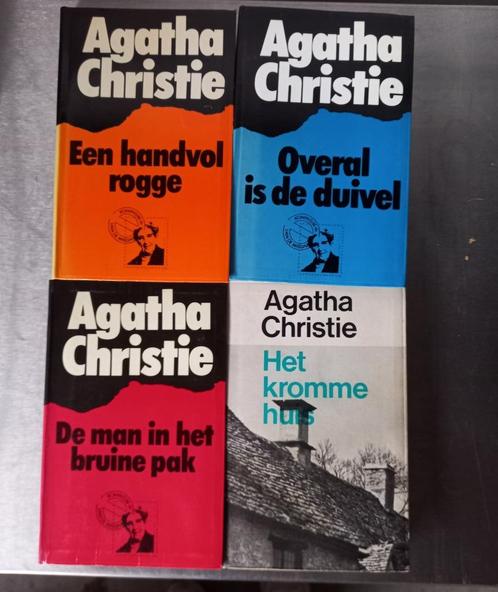 Agatha
Christie
Een handvol
rogge
Agatha
Christie
Overal
is de duivel
Agatha
Christie
De man in het
bruine pak
Agatha
Christie
Het
kromme
huis